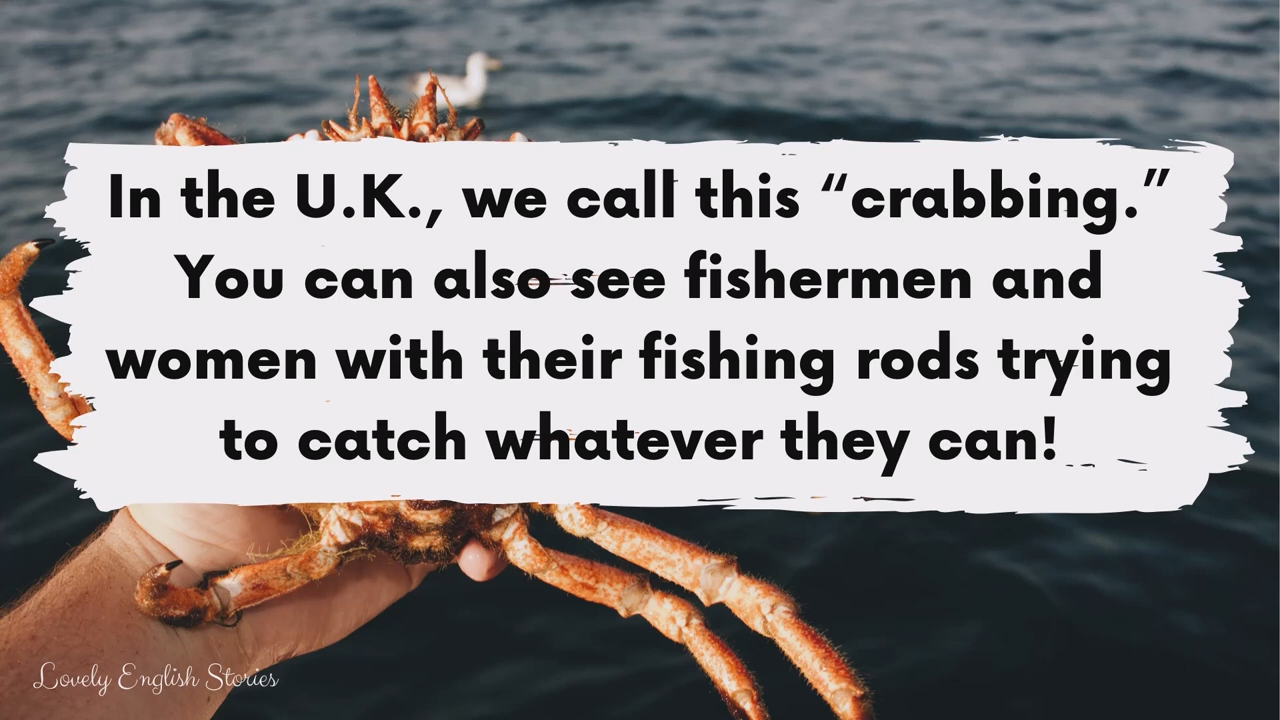 In the U.K., we call this “crabbing.”
You can also see fishermen and
women with their fishing rods trying
to catch whatever they can!
Lovely English Stories